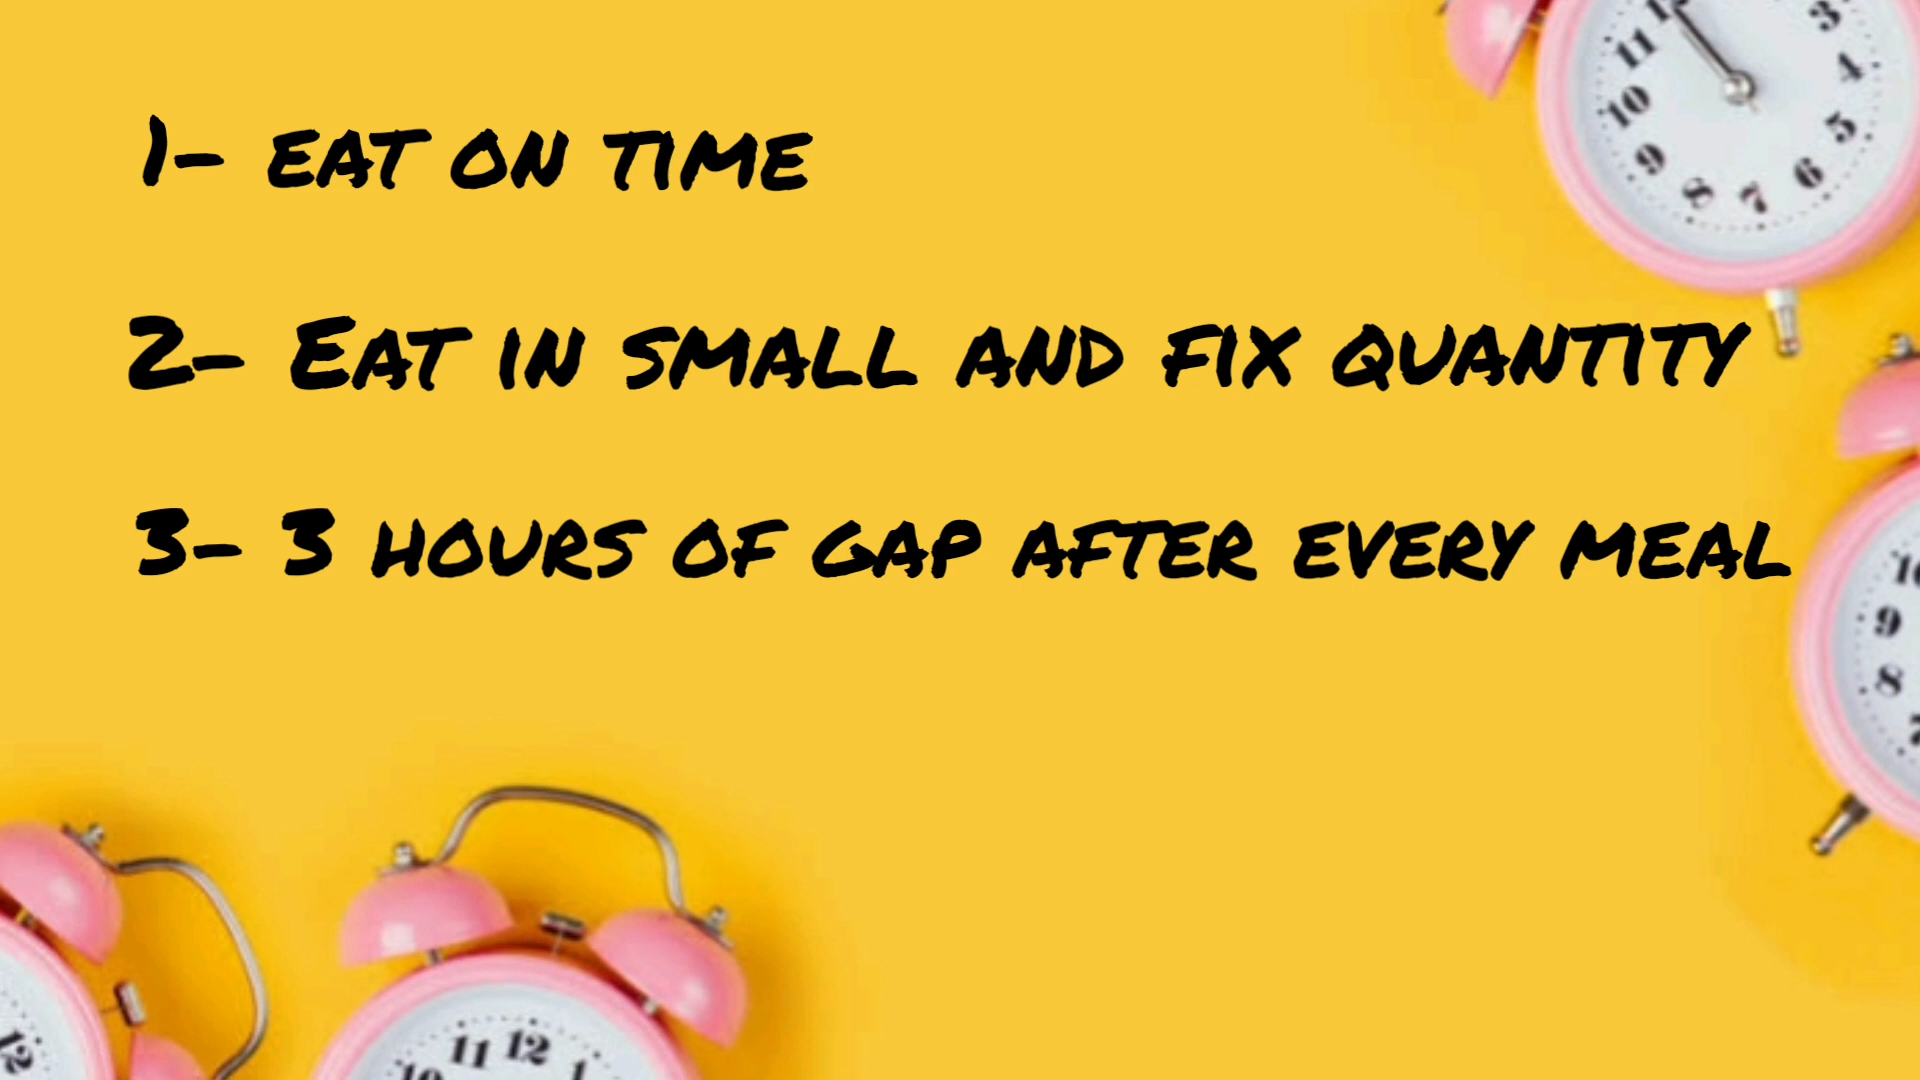 1- EAT ON TIME
2- EAT IN SMALL AND FIX QUANTITY
3- 3 HOURS OF GAP AFTER EVERY MEAL